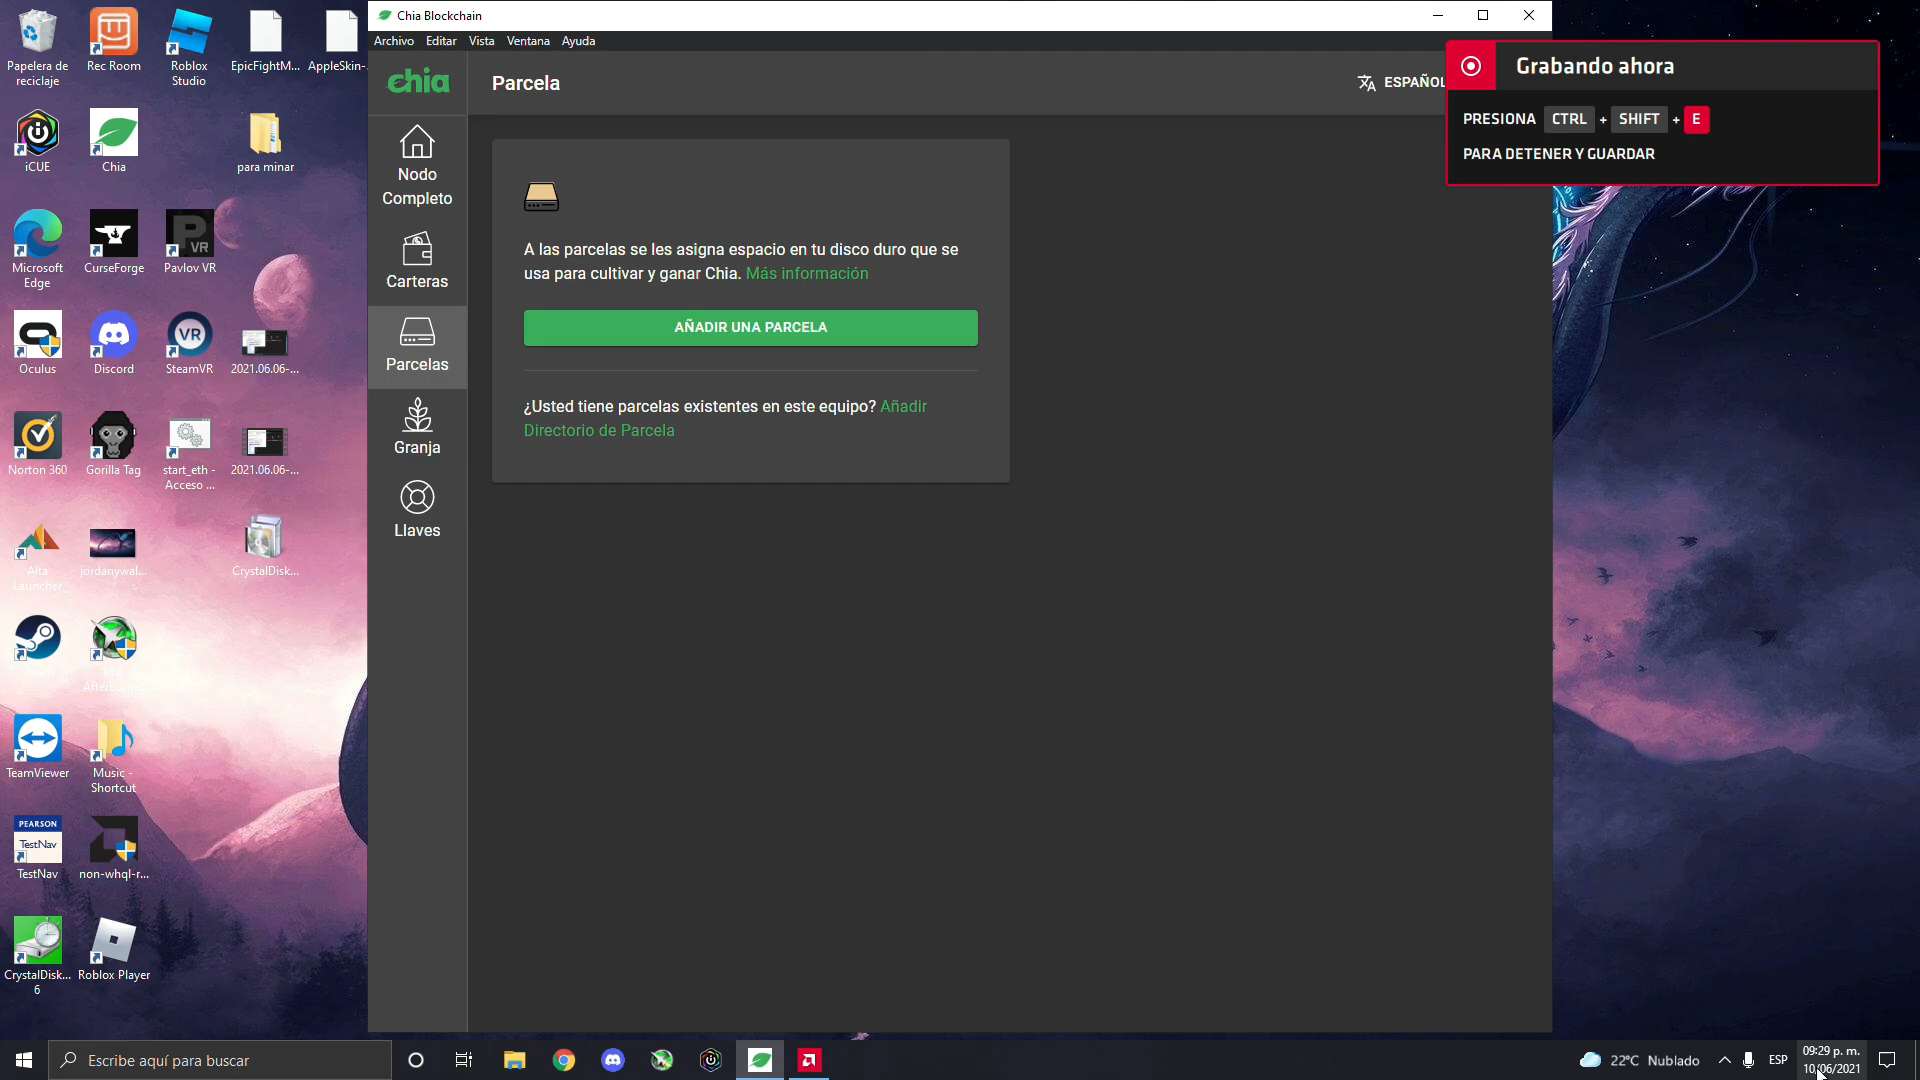 Chia Blockchain
Archivo Editar Vista Ventana Ayuda
chia
Parcela
ESPAÑOL
Grabando ahora
PRESIONA CTRL + SHIFT + E
PARA DETENER Y GUARDAR
Nodo
Completo
Carteras
Parcelas
Granja
Llaves
A las parcelas se les asigna espacio en tu disco duro que se
usa para cultivar y ganar Chia. Más información
AÑADIR UNA PARCELA
¿Usted tiene parcelas existentes en este equipo? Añadir
Directorio de Parcela
Papelera de
reciclaje
Rec Room
Roblox
Studio
EpicFightM...
AppleSkin-
iCUE
Chia
para minar
Microsoft
Edge
CurseForge
PVR
Pavlov VR
Oculus
Discord
VR
SteamVR
2021.06.06-...
Norton 360
Gorilla Tag
start_eth -
Acceso ...
2021.06.06-...
Alta
Launcher
jordanywal...
CrystalDisk...
TeamViewer
Music -
Shortcut
PEARSON
TestNav
TestNav
non-whql-r...
CrystalDisk...
6
Roblox Player
Escribe aquí para buscar
22°C Nublado
ESP
09:29 p. m.
10/06/2021